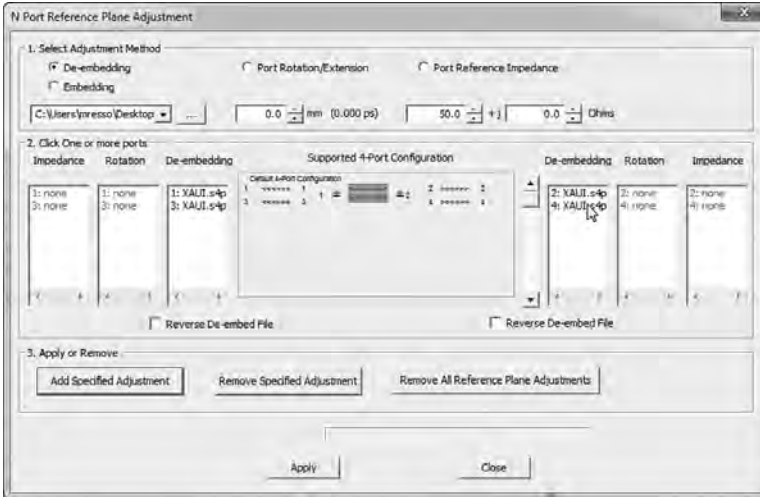 N Port Reference Plane Adjustment
1. Select Adjustment Method
De-embedding
Port Rotation/Extension
Port Reference Impedance
Embedding
C:\Users\mresso\Desktop ... 0.0 mm (0.000 ps) 50.0 + j 0.0 Ohms
2. Click One or more ports
Impedance Rotation De-embedding Supported 4-Port Configuration De-embedding Rotation Impedance
Default 4-Port Configuration
1: none 1: none 1: XAUI.s4p 2: XAUI.s4p 2: none 2: none
3: none 3: none 3: XAUI.s4p 4: XAUI.s4p 4: none 4: none
Reverse De-embed File Reverse De-embed File
3. Apply or Remove
Add Specified Adjustment Remove Specified Adjustment Remove All Reference Plane Adjustments
Apply Close